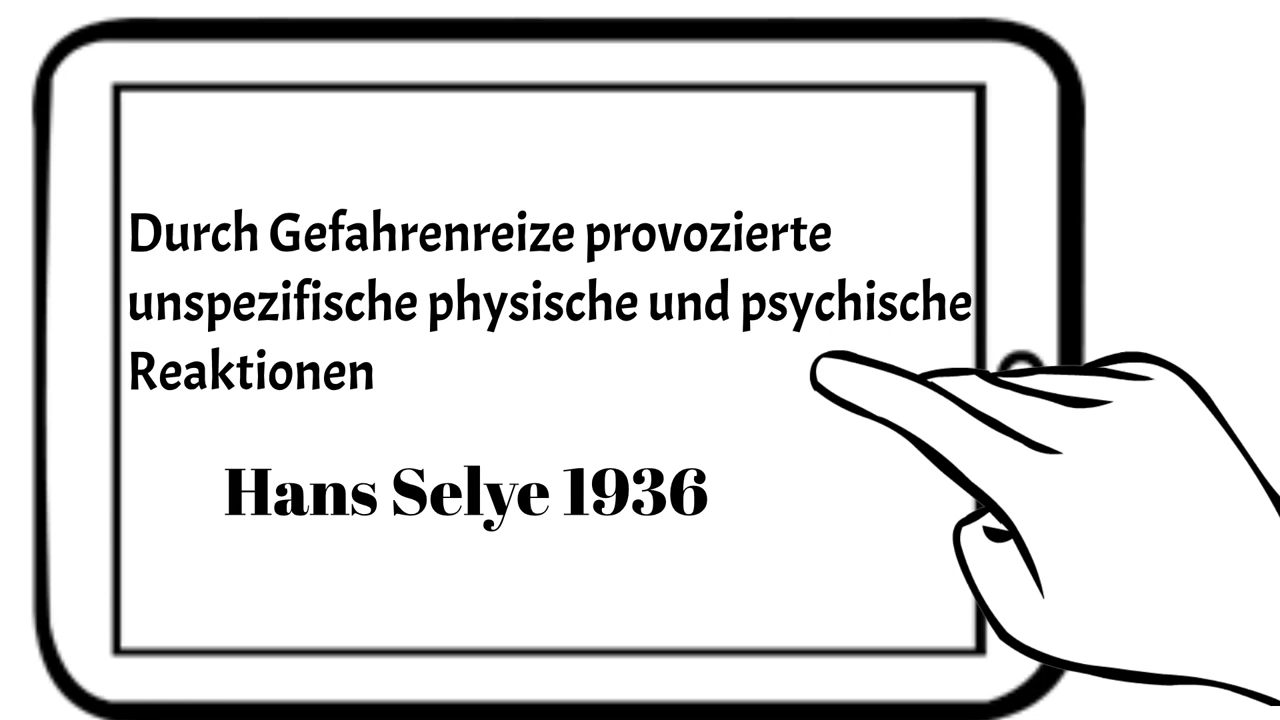 Durch Gefahrenreize provozierte
unspezifische physische und psychische
Reaktionen
Hans Selye 1936